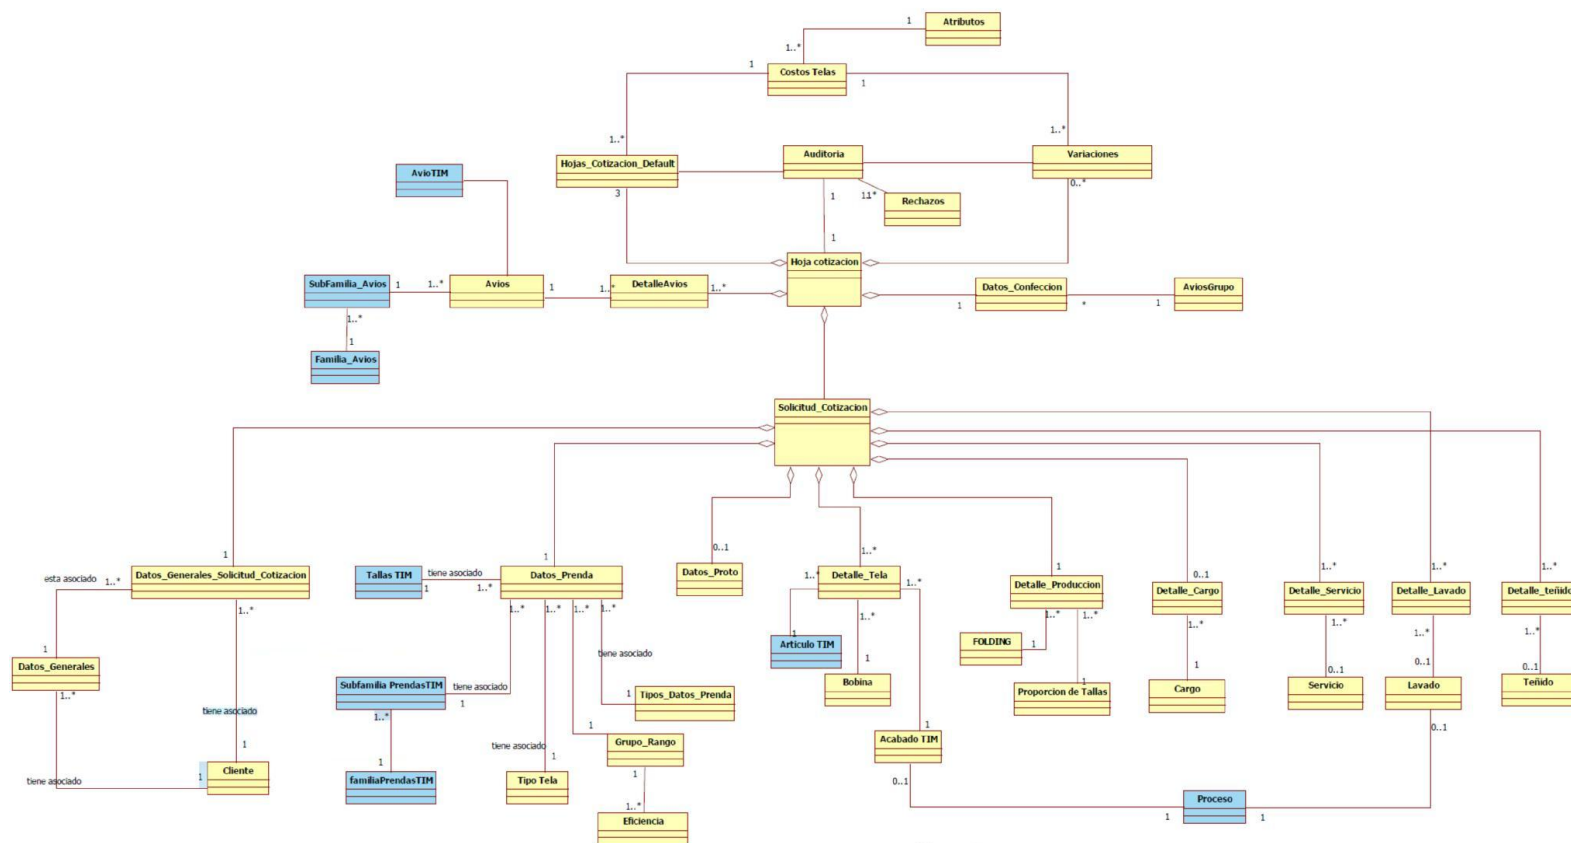 1
Atributos
1..*
1
Costos Telas
1
1..*
1..*
Hojas_Cotizacion_Default
Auditoria
Variaciones
AvioTIM
3
1
1..*
Rechazos
0..*
1
Hoja cotizacion
SubFamilia_Avios
1
1..*
Avios
1
1..*
DetalleAvios
1..*
Datos_Confeccion
1
*
1
AviosGrupo
1..*
1
Familia_Avios
Solicitud_Cotizacion
1
1
0..1
1..*
1
0..1
1..*
1..*
1..*
esta asociado
1..*
Datos_Generales_Solicitud_Cotizacion
Tallas TIM
tiene asociado
1
1..*
Datos_Prenda
Datos_Proto
1..*
Detalle_Tela
1..*
Detalle_Produccion
Detalle_Cargo
Detalle_Servicio
Detalle_Lavado
Detalle_teñido
1..*
1..*
1..*
1..*
1..*
1..*
1..*
1..*
1..*
1..*
1..*
1..*
1
1
FOLDING
1
Articulo TIM
tiene asociado
1
Datos_Generales
1..*
Subfamilia PrendasTIM
tiene asociado
1
1
Tipos_Datos_Prenda
Bobina
1
Proporcion de Tallas
1
Cargo
0..1
Servicio
0..1
Lavado
0..1
Teñido
1..*
tiene asociado
1
Grupo_Rango
1
Acabado TIM
0..1
1
tiene asociado
1
1
Cliente
tiene asociado
1
familiaPrendasTIM
1
Tipo Tela
1
1..*
Eficiencia
0..1
1
Proceso
1